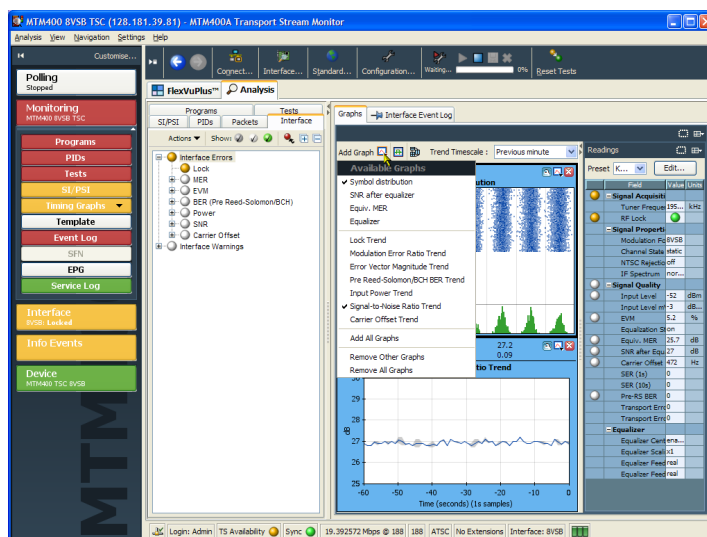 MTM400 8VSB TSC (128.181.39.81) - MTM400A Transport Stream Monitor
Analysis View Navigation Settings Help
Customise...
Connect... Interface... Standard... Configuration... Waiting... 0% Reset Tests
Polling
Stopped
Monitoring
MTM400 8VSB TSC
Programs
PIDs
Tests
SI/PSI
Timing Graphs
Template
Event Log
SFN
EPG
Service Log
Interface
8VSB: Locked
Info Events
Device
MTM400 TSC 8VSB
MTM
FlexVuPlus™ Analysis
Programs Tests
SI/PSI PIDs Packets Interface
Actions Show:
Interface Errors
Lock
MER
EVM
BER (Pre Reed-Solomon/BCH)
Power
SNR
Carrier Offset
Interface Warnings
Graphs Interface Event Log
Add Graph Trend Timescale : Previous minute
Available Graphs
Symbol distribution
SNR after equalizer
Equiv. MER
Equalizer
Lock Trend
Modulation Error Ratio Trend
Error Vector Magnitude Trend
Pre Reed-Solomon/BCH BER Trend
Input Power Trend
Signal-to-Noise Ratio Trend
Carrier Offset Trend
Add All Graphs
Remove Other Graphs
Remove All Graphs
27.2
0.09
Trend
30
29
28
27
26
25
dB
-60 -50 -40 -30 -20 -10 0
Time (seconds) (1s samples)
Readings
Preset K... Edit...
Field Value Units
Signal Acquisiti
Tuner Freque 195... kHz
RF Lock
Signal Properti
Modulation Fo 8VSB
Channel State static
NTSC Rejectio off
IF Spectrum nor...
Signal Quality
Input Level -52 dBm
Input Level m -3 dB...
EVM 5.2 %
Equalization St on
Equiv. MER 25.7 dB
SNR after Equ 27 dB
Carrier Offset 472 Hz
SER (1s) 0
SER (10s) 0
Pre-RS BER 0
Transport Erro 0
Transport Erro 0
Equalizer
Equalizer Cent ena...
Equalizer Scali x1
Equalizer Feed real
Equalizer Feed real
Login: Admin TS Availability Sync 19.392572 Mbps @ 188 188 ATSC No Extensions Interface: 8VSB